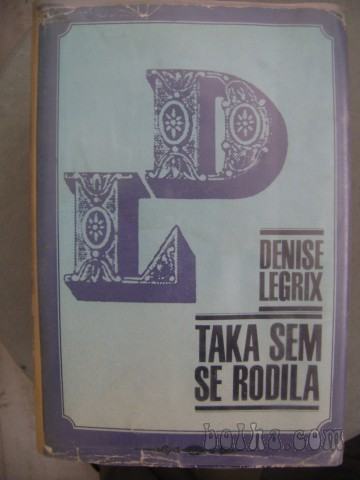 D
L
DENISE
LEGRIX
TAKA SEM
SE RODILA
bolha.com